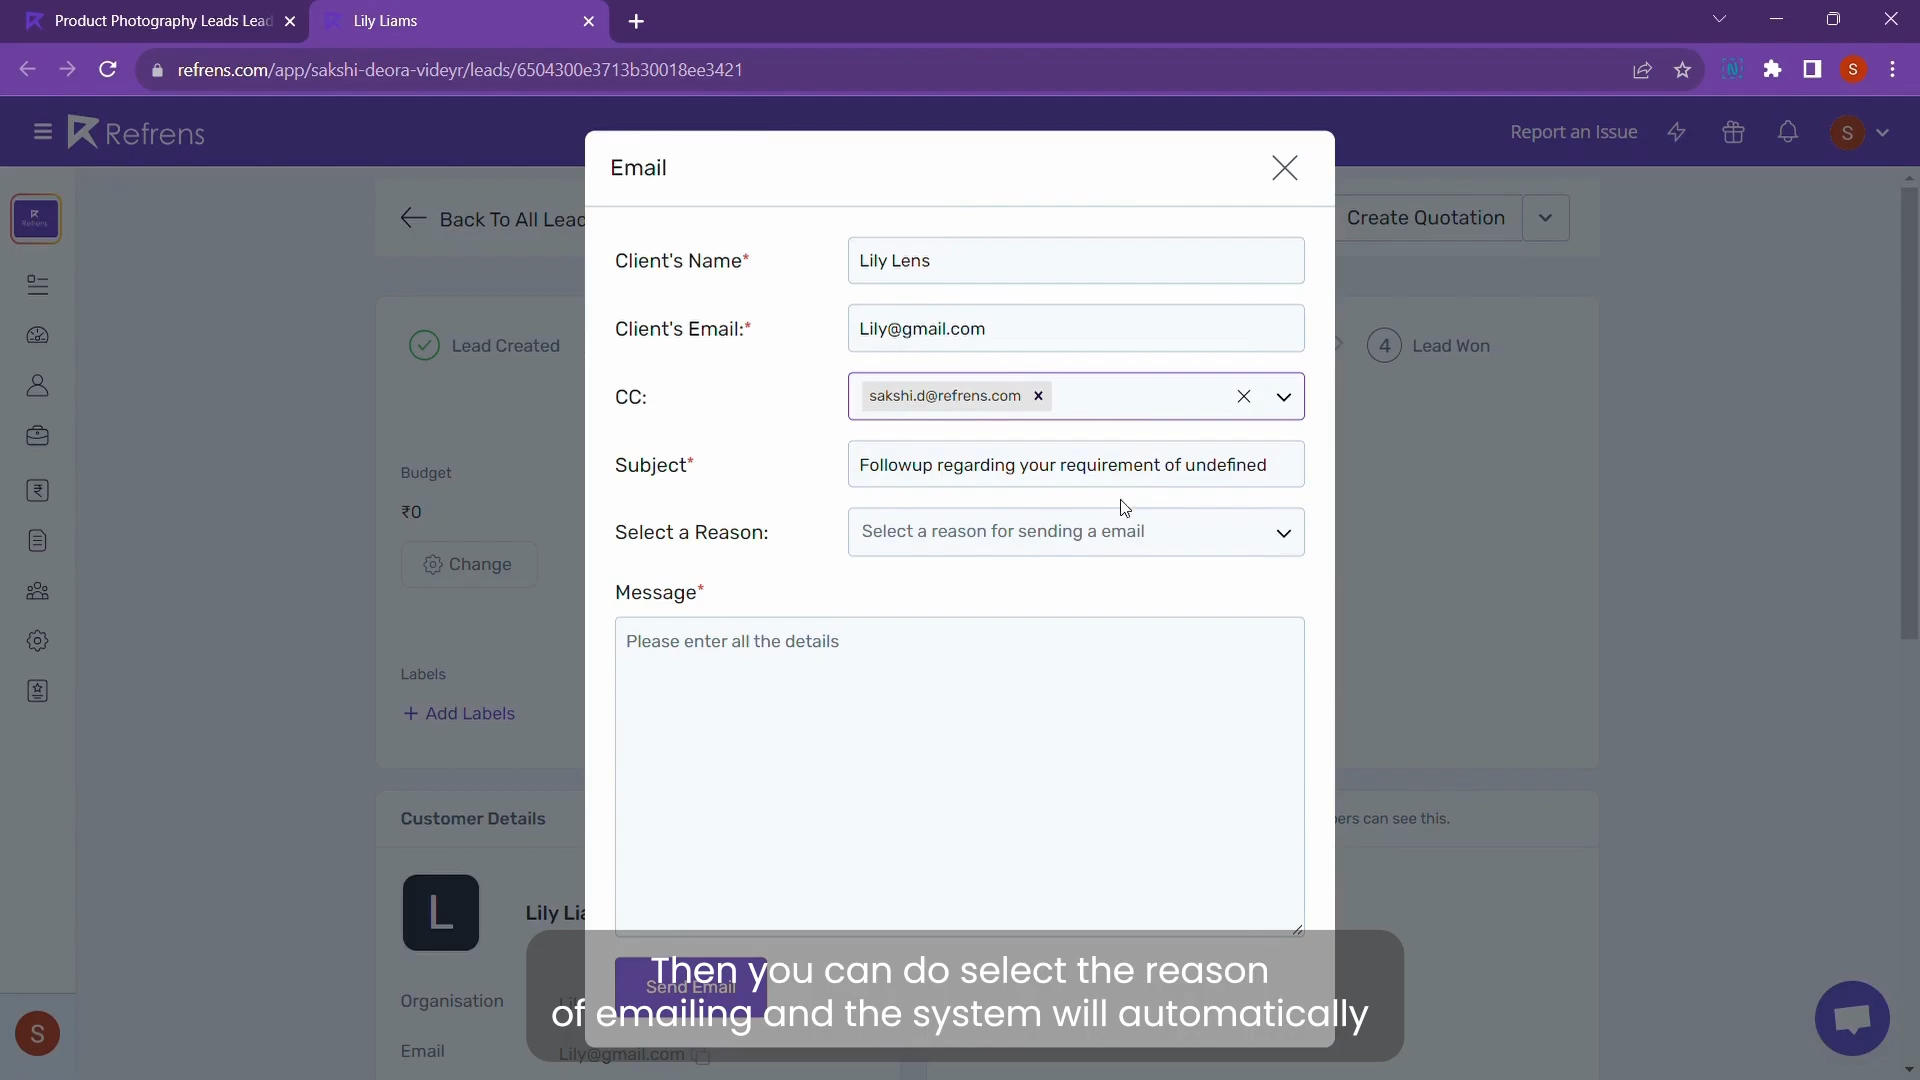 Product Photography Leads Lead
Lily Liams
refrens.com/app/sakshi-deora-videyr/leads/6504300e3713b30018ee3421
S
Refrens
Report an Issue
S
Refrens
Back To All Lead
Create Quotation
Email
Client's Name*
Lily Lens
Client's Email:*
Lily@gmail.com
Lead Created
4 Lead Won
CC:
sakshi.d@refrens.com
Subject*
Followup regarding your requirement of undefined
Budget
₹0
Select a Reason:
Select a reason for sending a email
Change
Message*
Please enter all the details
Labels
+ Add Labels
Customer Details
ers can see this.
L
Lily Lia
Send Email
Then you can do select the reason
of emailing and the system will automatically
Organisation
Email
Lily@gmail.com
S